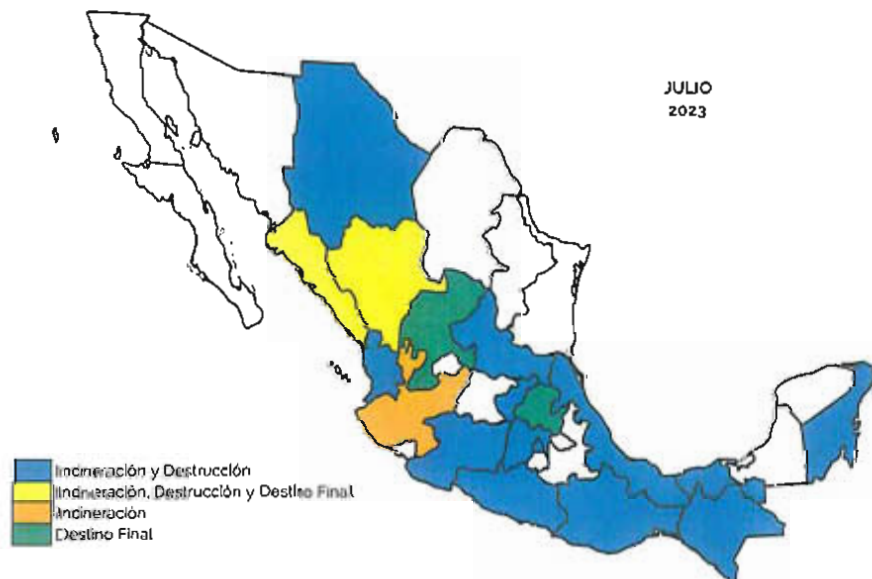 JULIO
2023
Incineración y Destrucción
Incineración, Destrucción y Destino Final
Incineración
Destino Final